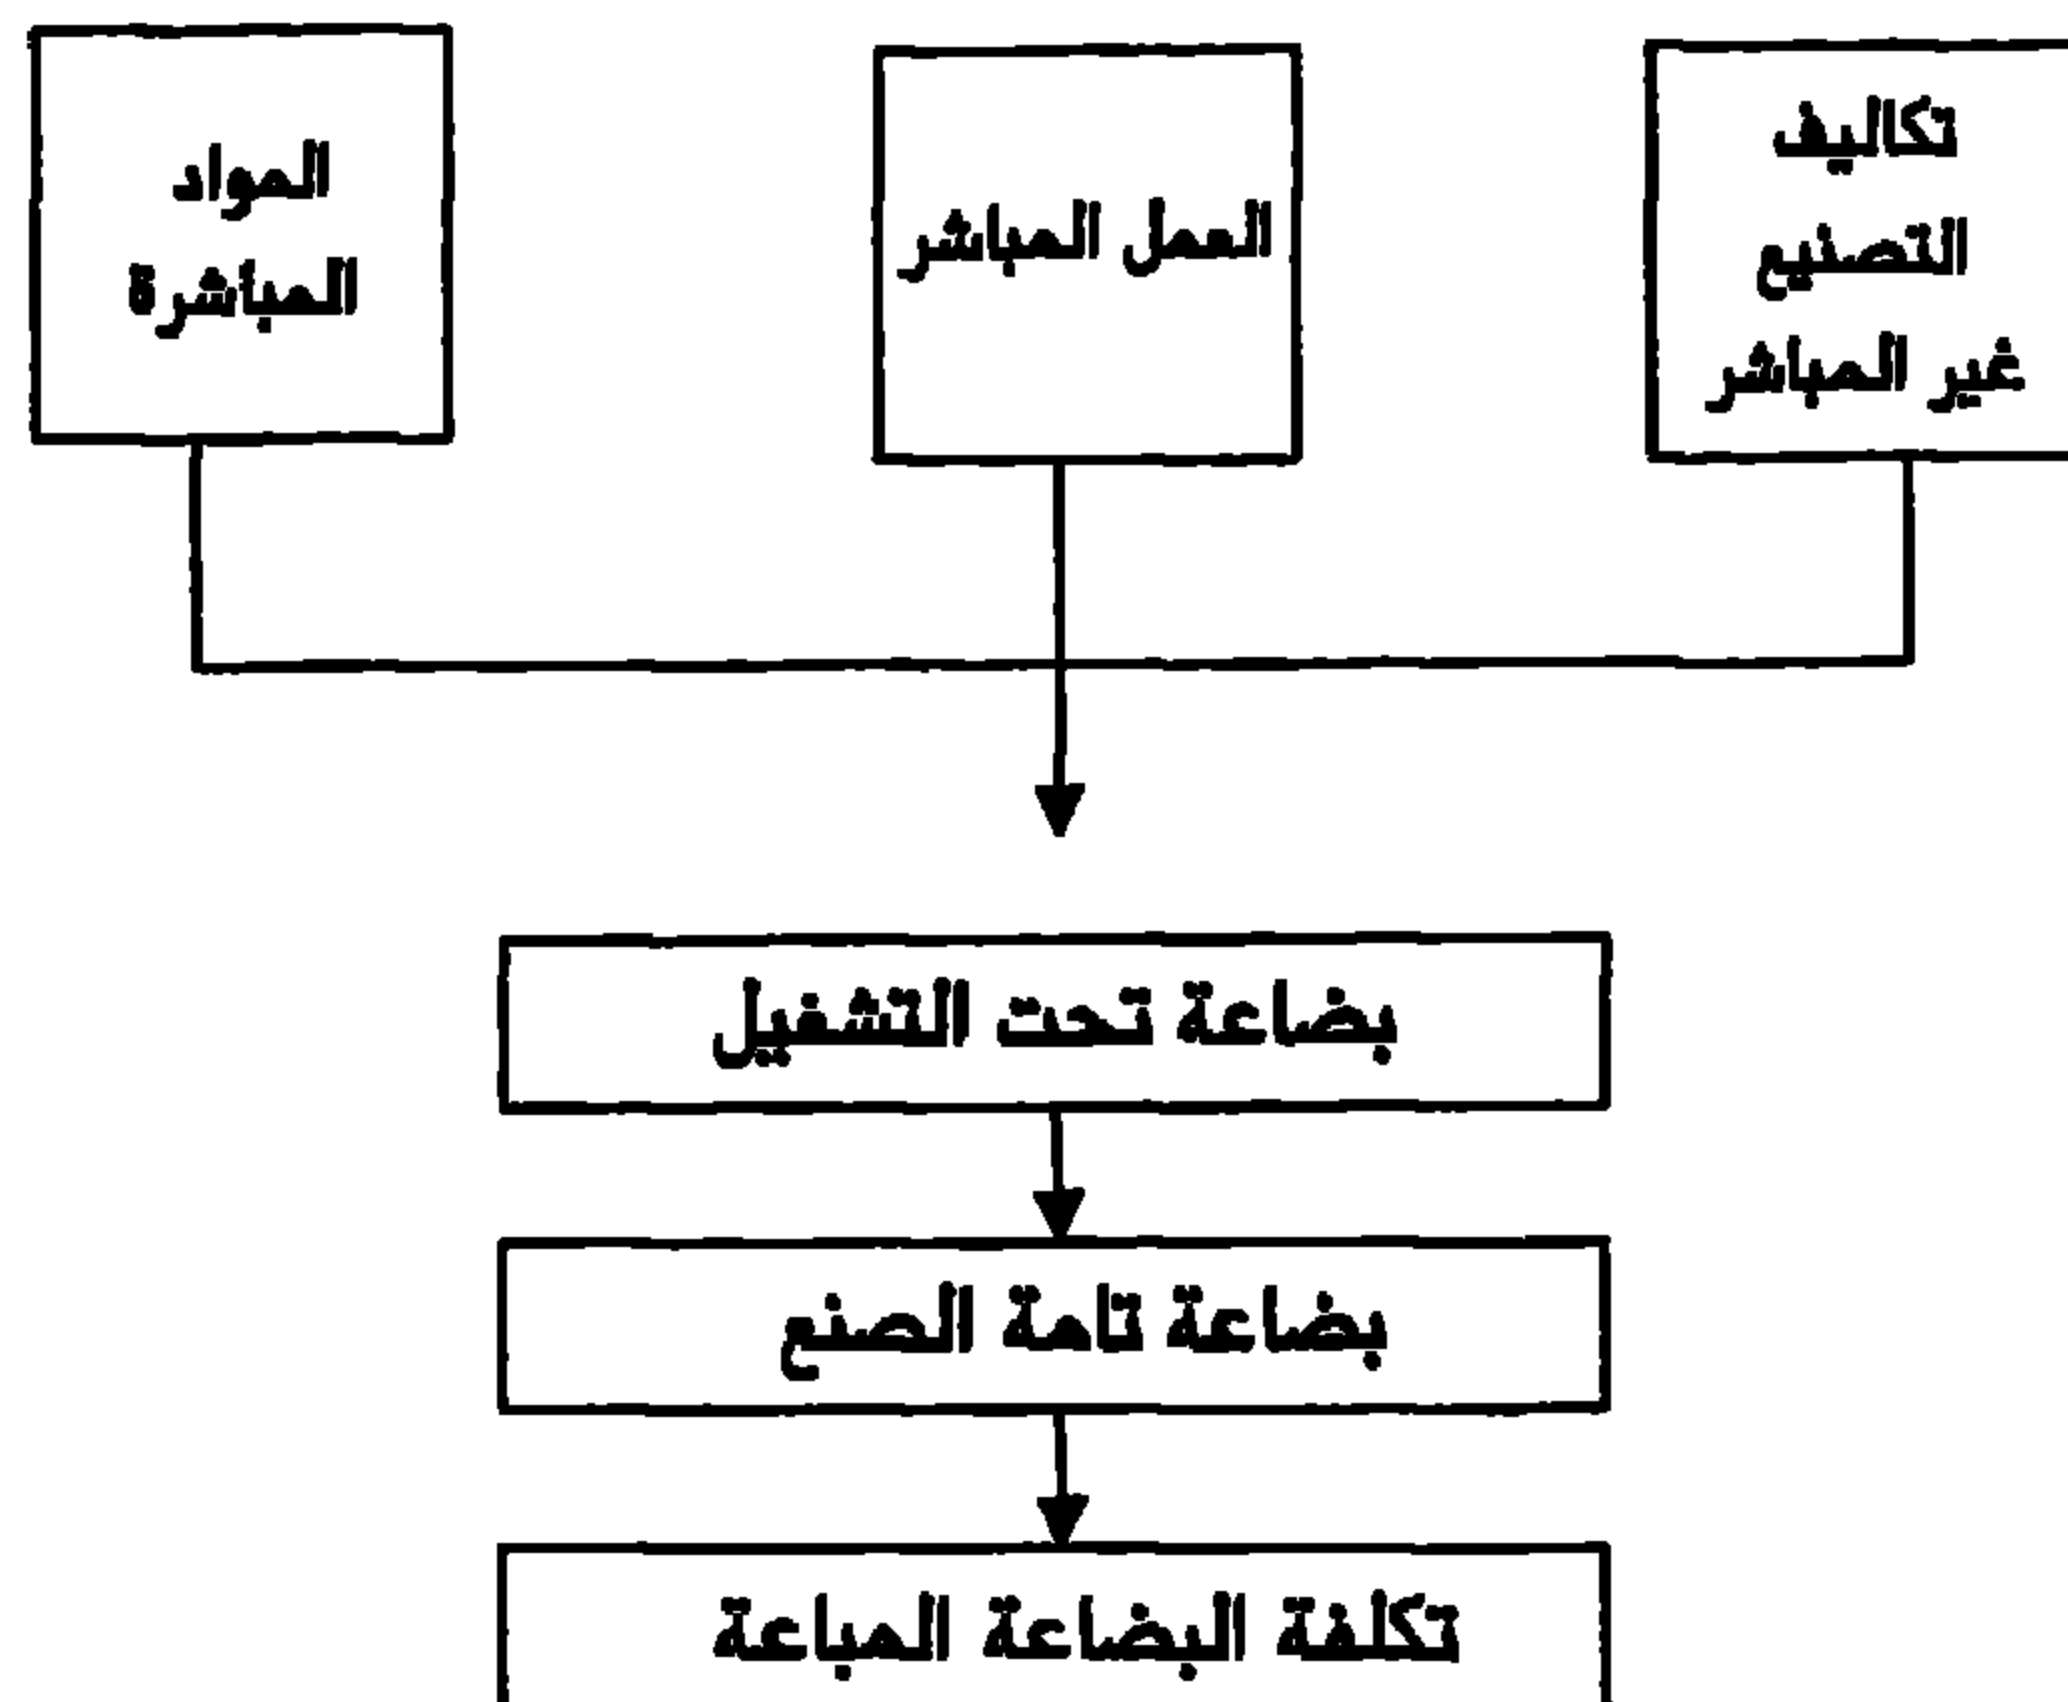 تكاليف
التصنيع
غير المباشر
العمل المباشر
المواد
المباشرة
بضاعة تحت التشغيل
بضاعة تامة الصنع
تكلفة البضاعة المباعة